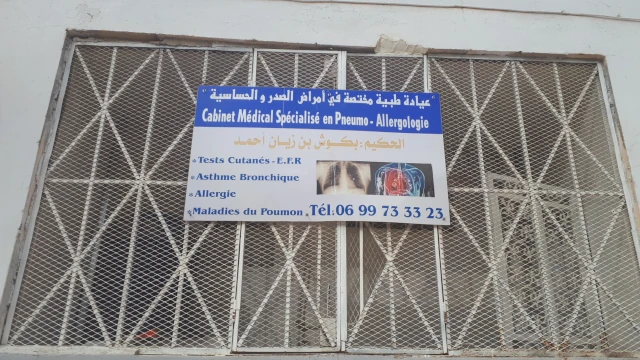 " عيادة طبية مختصة في أمراض الصدر و الحساسية "
Cabinet Médical Spécialisé en Pneumo - Allergologie
الحكيم : بكوش بن زيان احمد
* Tests Cutanés - E.F.R
* Asthme Bronchique
* Allergie
* Maladies du Poumon
Tél: 06 99 73 33 23